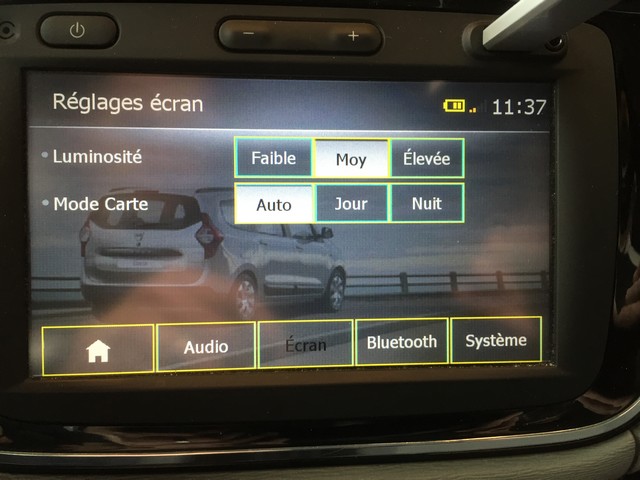 − +
Réglages écran 11:37
Luminosité Faible Moy Élevée
Mode Carte Auto Jour Nuit
Audio Écran Bluetooth Système